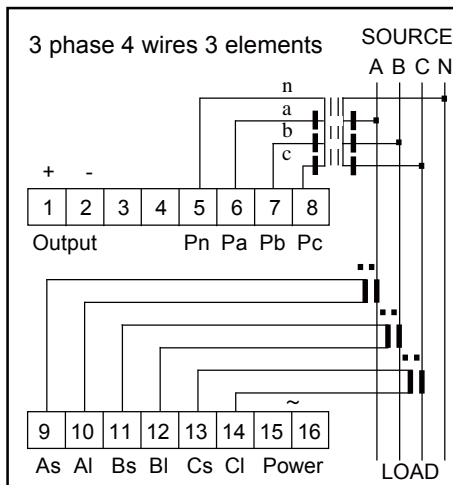 3 phase 4 wires 3 elements
SOURCE
A B C N
n
a
b
c
+ -
1 2 3 4 5 6 7 8
Output Pn Pa Pb Pc
~
9 10 11 12 13 14 15 16
As Al Bs Bl Cs Cl Power
LOAD